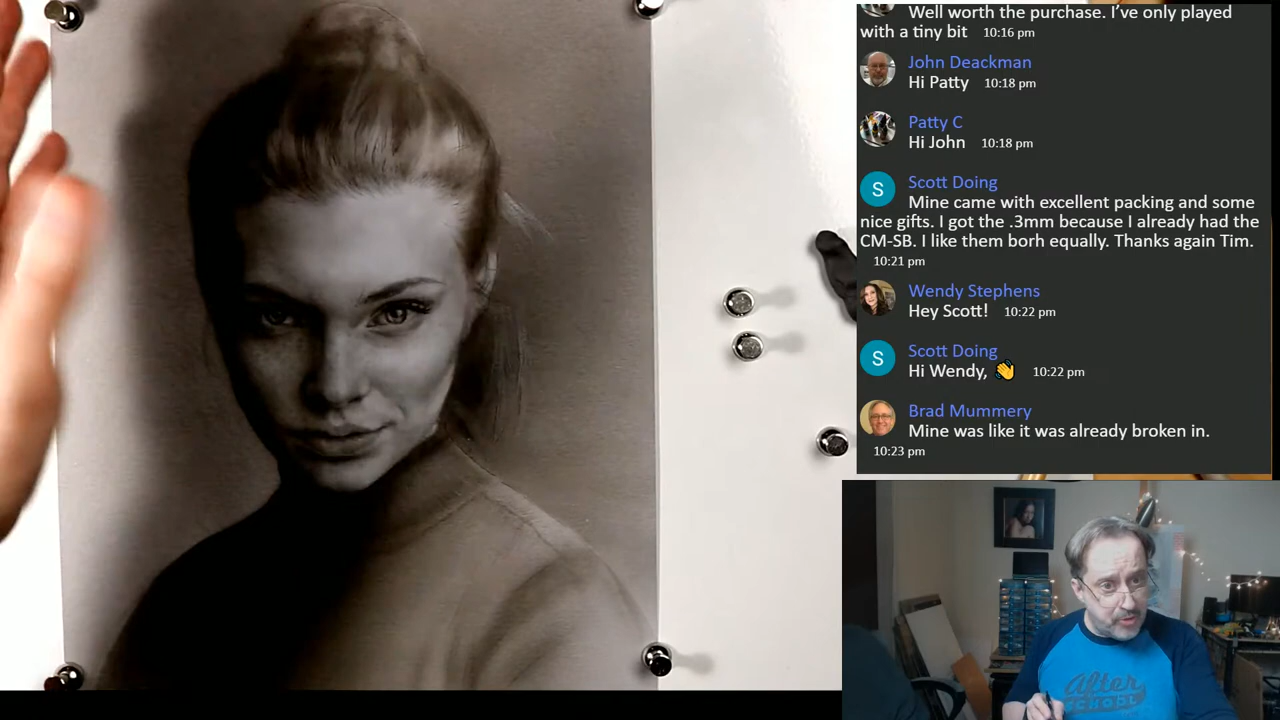 Well worth the purchase. I've only played
with a tiny bit 10:16 pm
John Deackman
Hi Patty 10:18 pm
Patty C
Hi John 10:18 pm
S
Scott Doing
Mine came with excellent packing and some
nice gifts. I got the .3mm because I already had the
CM-SB. I like them borh equally. Thanks again Tim.
10:21 pm
Wendy Stephens
Hey Scott! 10:22 pm
S
Scott Doing
Hi Wendy, 👋 10:22 pm
Brad Mummery
Mine was like it was already broken in.
10:23 pm
After
SCHOOL